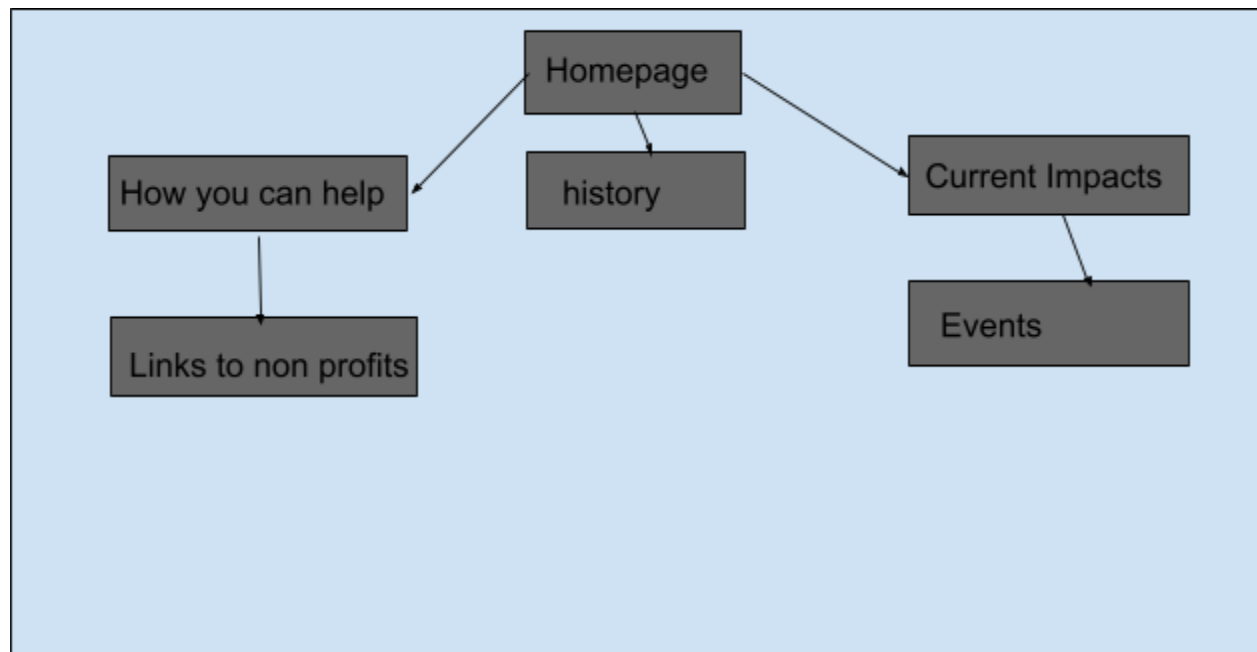 Homepage
How you can help
history
Current Impacts
Links to non profits
Events